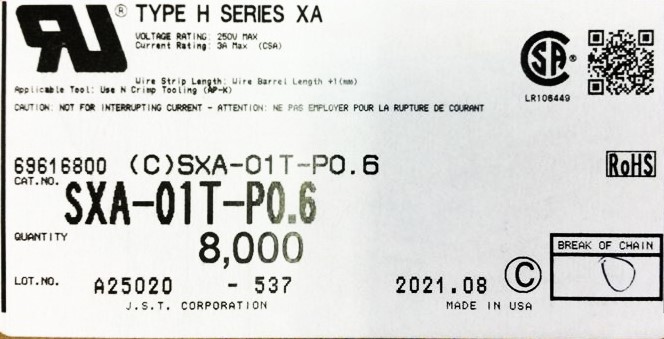 ® TYPE H SERIES XA
VOLTAGE RATING: 250V MAX
Current Rating: 3A Max (CSA)
Wire Strip Length: Wire Barrel Length +1(mm)
Applicable Tool: Use N Crimp Tooling (AP-K)
CAUTION: NOT FOR INTERRUPTING CURRENT - ATTENTION: NE PAS EMPLOYER POUR LA RUPTURE DE COURANT
LR106449
69616800 (C)SXA-01T-P0.6
RoHS
CAT.NO.
SXA-01T-P0.6
QUANTITY 8,000
BREAK OF CHAIN
LOT.NO. A25020 - 537 2021.08 ©
J.S.T. CORPORATION MADE IN USA